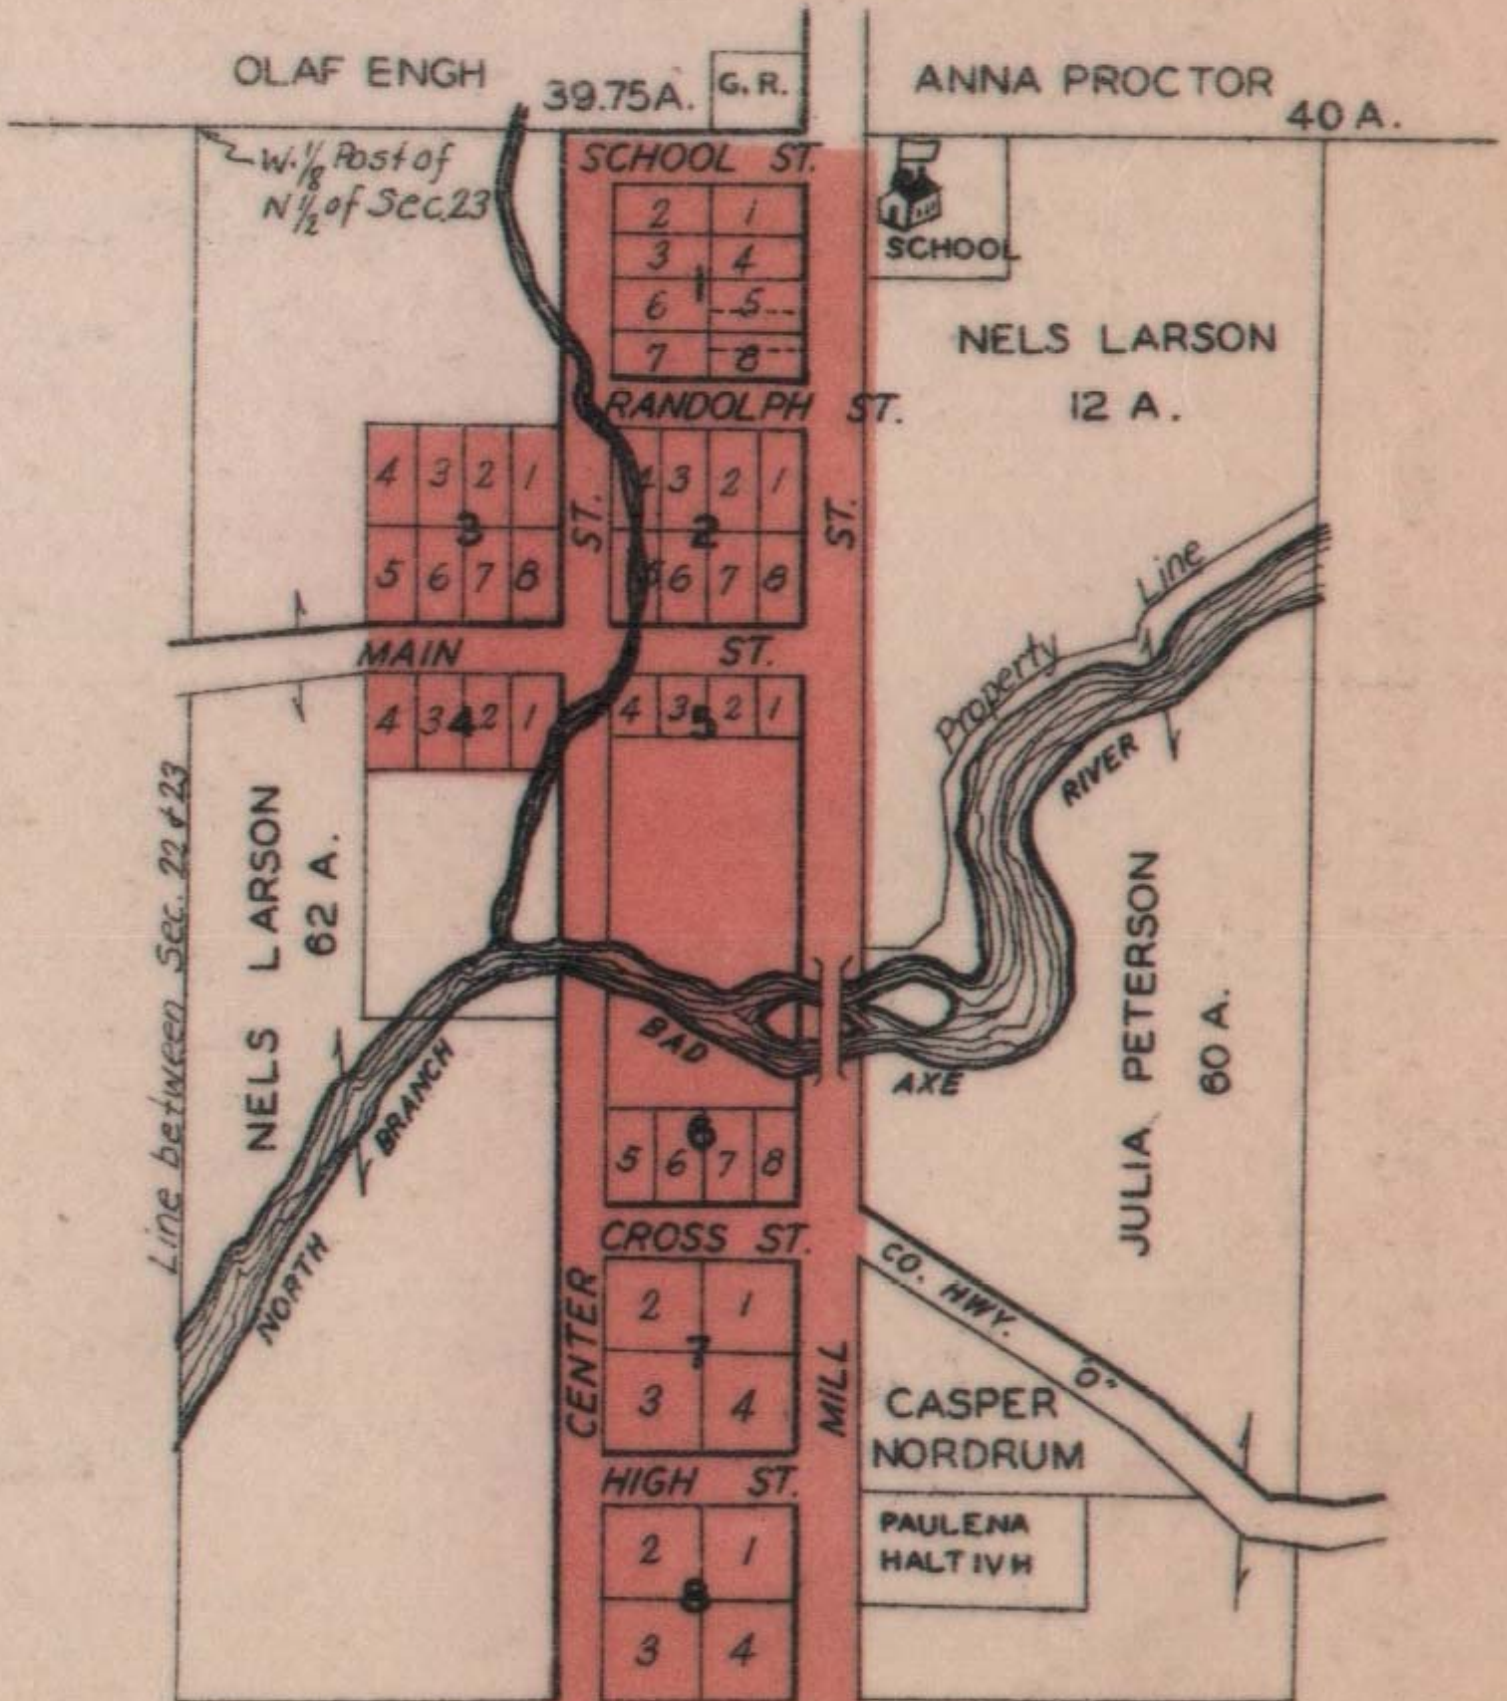 OLAF ENGH
39.75A.
G. R.
ANNA PROCTOR
40 A.
W. 1/8 Post of
N 1/2 of Sec. 23
SCHOOL ST.
2 1
3 4
1
6 5
7 8
SCHOOL
NELS LARSON
12 A.
RANDOLPH ST.
4 3 2 1
3
5 6 7 8
ST.
4 3 2 1
2
5 6 7 8
ST.
Property Line
MAIN ST.
4 3 4 2 1
4 3 5 2 1
RIVER
Line between Sec. 22 & 23
NELS LARSON
62 A.
JULIA PETERSON
60 A.
BAD
AXE
NORTH BRANCH
6
5 6 7 8
CROSS ST.
CO. HWY. "O"
2 1
7
3 4
CENTER
MILL
CASPER
NORDRUM
HIGH ST.
PAULENA
HALTIVH
2 1
8
3 4